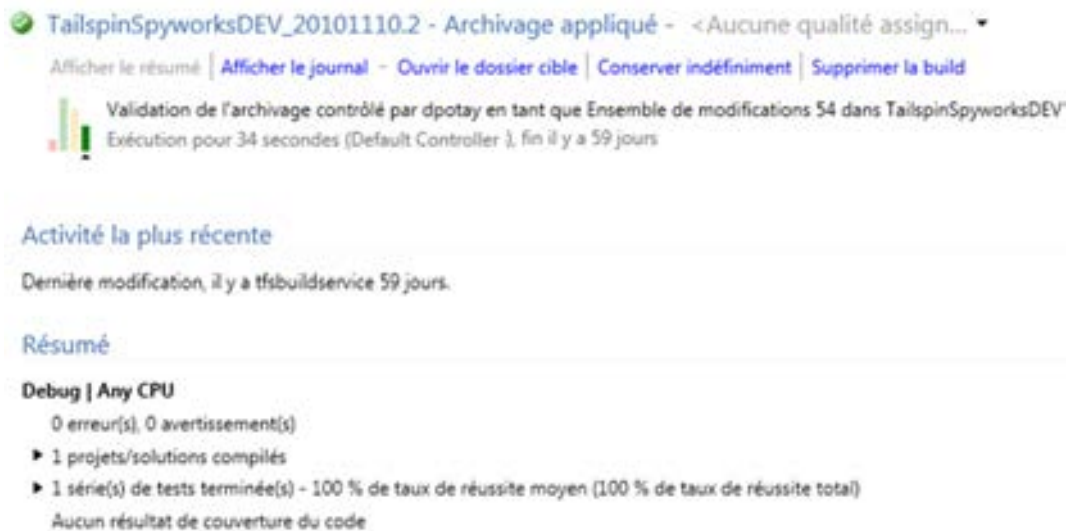 TailspinSpyworksDEV_20101110.2 - Archivage appliqué - <Aucune qualité assign...
Afficher le résumé | Afficher le journal - Ouvrir le dossier cible | Conserver indéfiniment | Supprimer la build
Validation de l'archivage contrôlé par dpotay en tant que Ensemble de modifications 54 dans TailspinSpyworksDEV'
Exécution pour 34 secondes (Default Controller ), fin il y a 59 jours
Activité la plus récente
Dernière modification, il y a tfsbuildservice 59 jours.
Résumé
Debug | Any CPU
0 erreur(s), 0 avertissement(s)
1 projets/solutions compilés
1 série(s) de tests terminée(s) - 100 % de taux de réussite moyen (100 % de taux de réussite total)
Aucun résultat de couverture du code